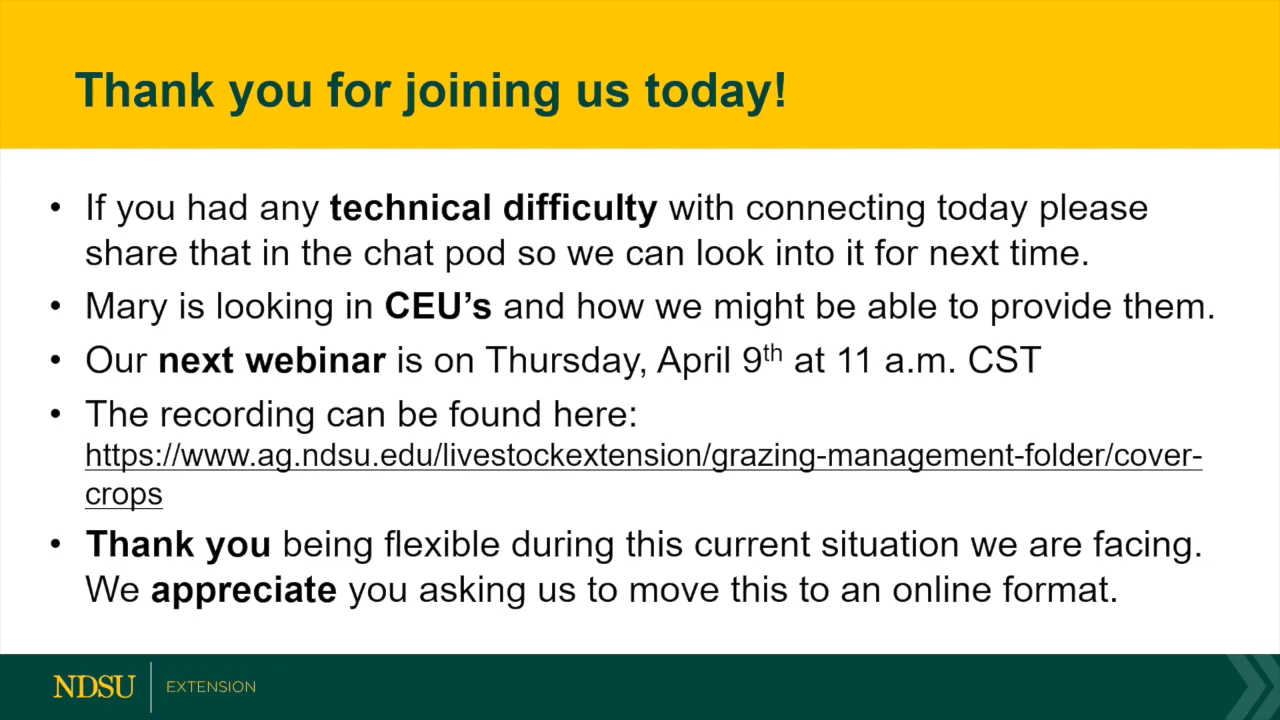 Thank you for joining us today!
• If you had any technical difficulty with connecting today please
share that in the chat pod so we can look into it for next time.
• Mary is looking in CEU’s and how we might be able to provide them.
• Our next webinar is on Thursday, April 9th at 11 a.m. CST
• The recording can be found here:
https://www.ag.ndsu.edu/livestockextension/grazing-management-folder/cover-
crops
• Thank you being flexible during this current situation we are facing.
We appreciate you asking us to move this to an online format.
NDSU EXTENSION